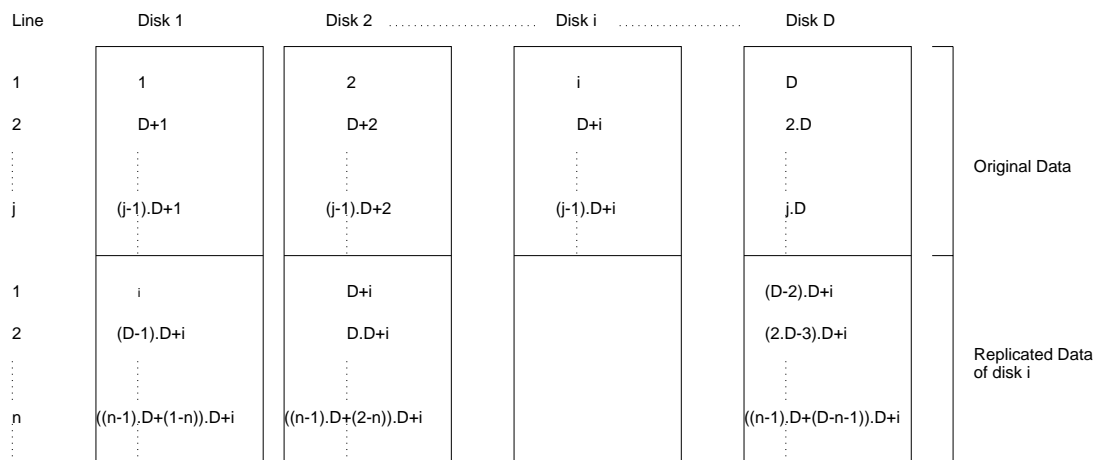 Line Disk 1 Disk 2 Disk i Disk D
1 1 2 i D
2 D+1 D+2 D+i 2.D
Original Data
j (j-1).D+1 (j-1).D+2 (j-1).D+i j.D
1 i D+i (D-2).D+i
2 (D-1).D+i D.D+i (2.D-3).D+i
Replicated Data
of disk i
n ((n-1).D+(1-n)).D+i ((n-1).D+(2-n)).D+i ((n-1).D+(D-n-1)).D+i